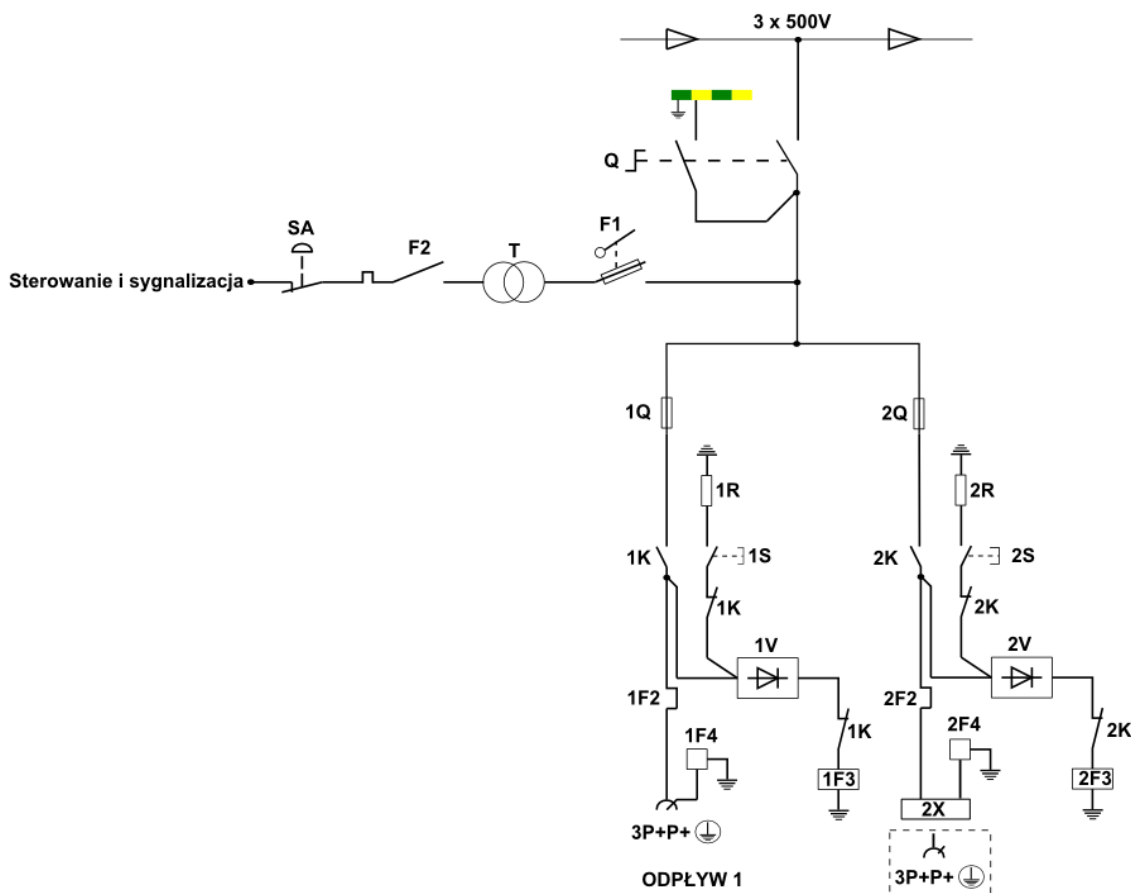 3 x 500V
Q
SA
F2
T
F1
Sterowanie i sygnalizacja
1Q
2Q
1R
2R
1K
1S
2K
2S
1K
2K
1V
2V
1F2
2F2
1F4
1K
2F4
2K
1F3
2F3
2X
3P+P+
3P+P+
ODPŁYW 1